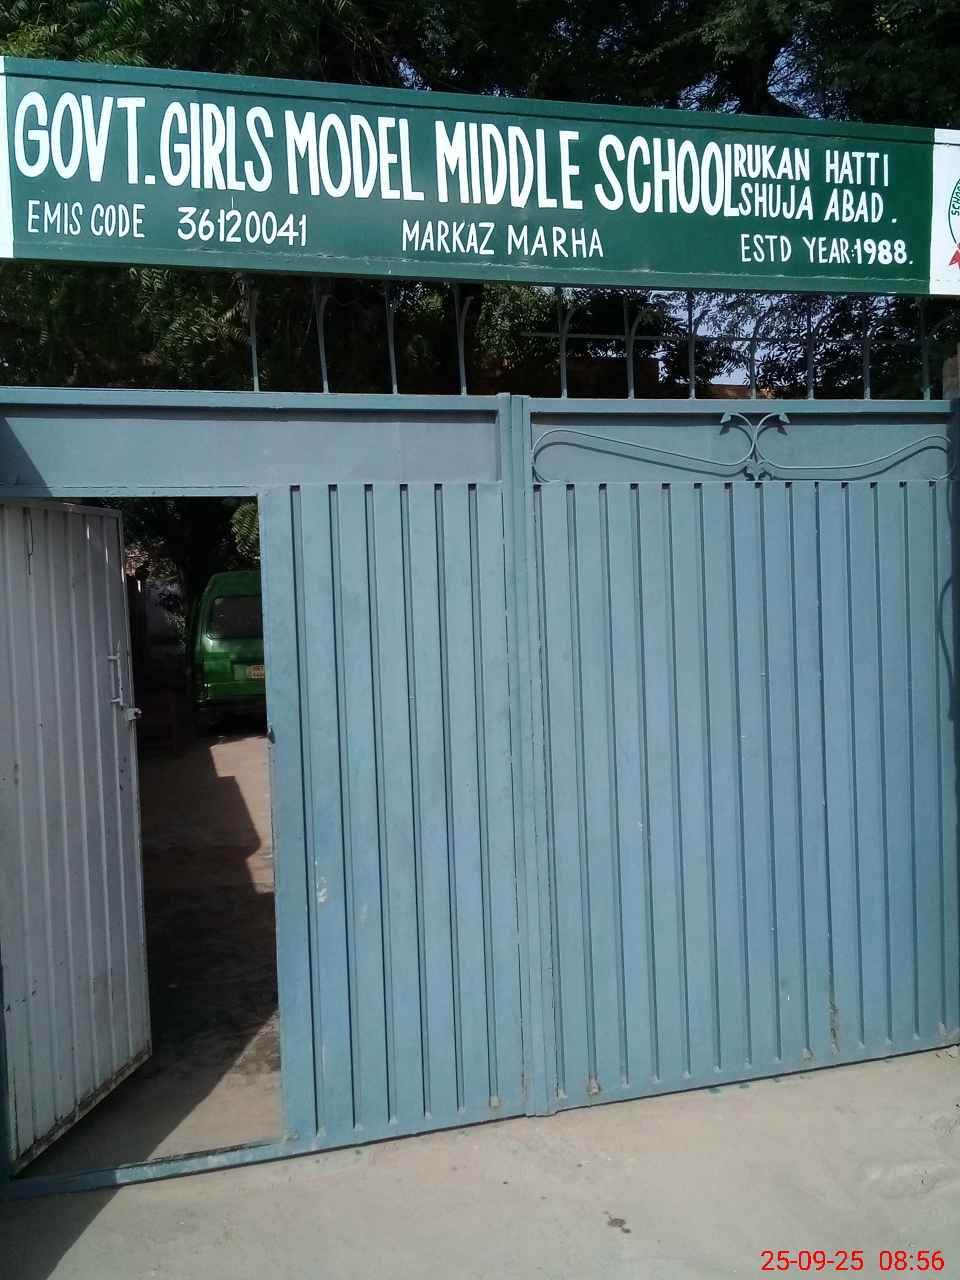 GOVT. GIRLS MODEL MIDDLE SCHOOL RUKAN HATTI
SHUJA ABAD.
EMIS CODE 36120041 MARKAZ MARHA ESTD YEAR:1988.
SCHOOL
25-09-25 08:56